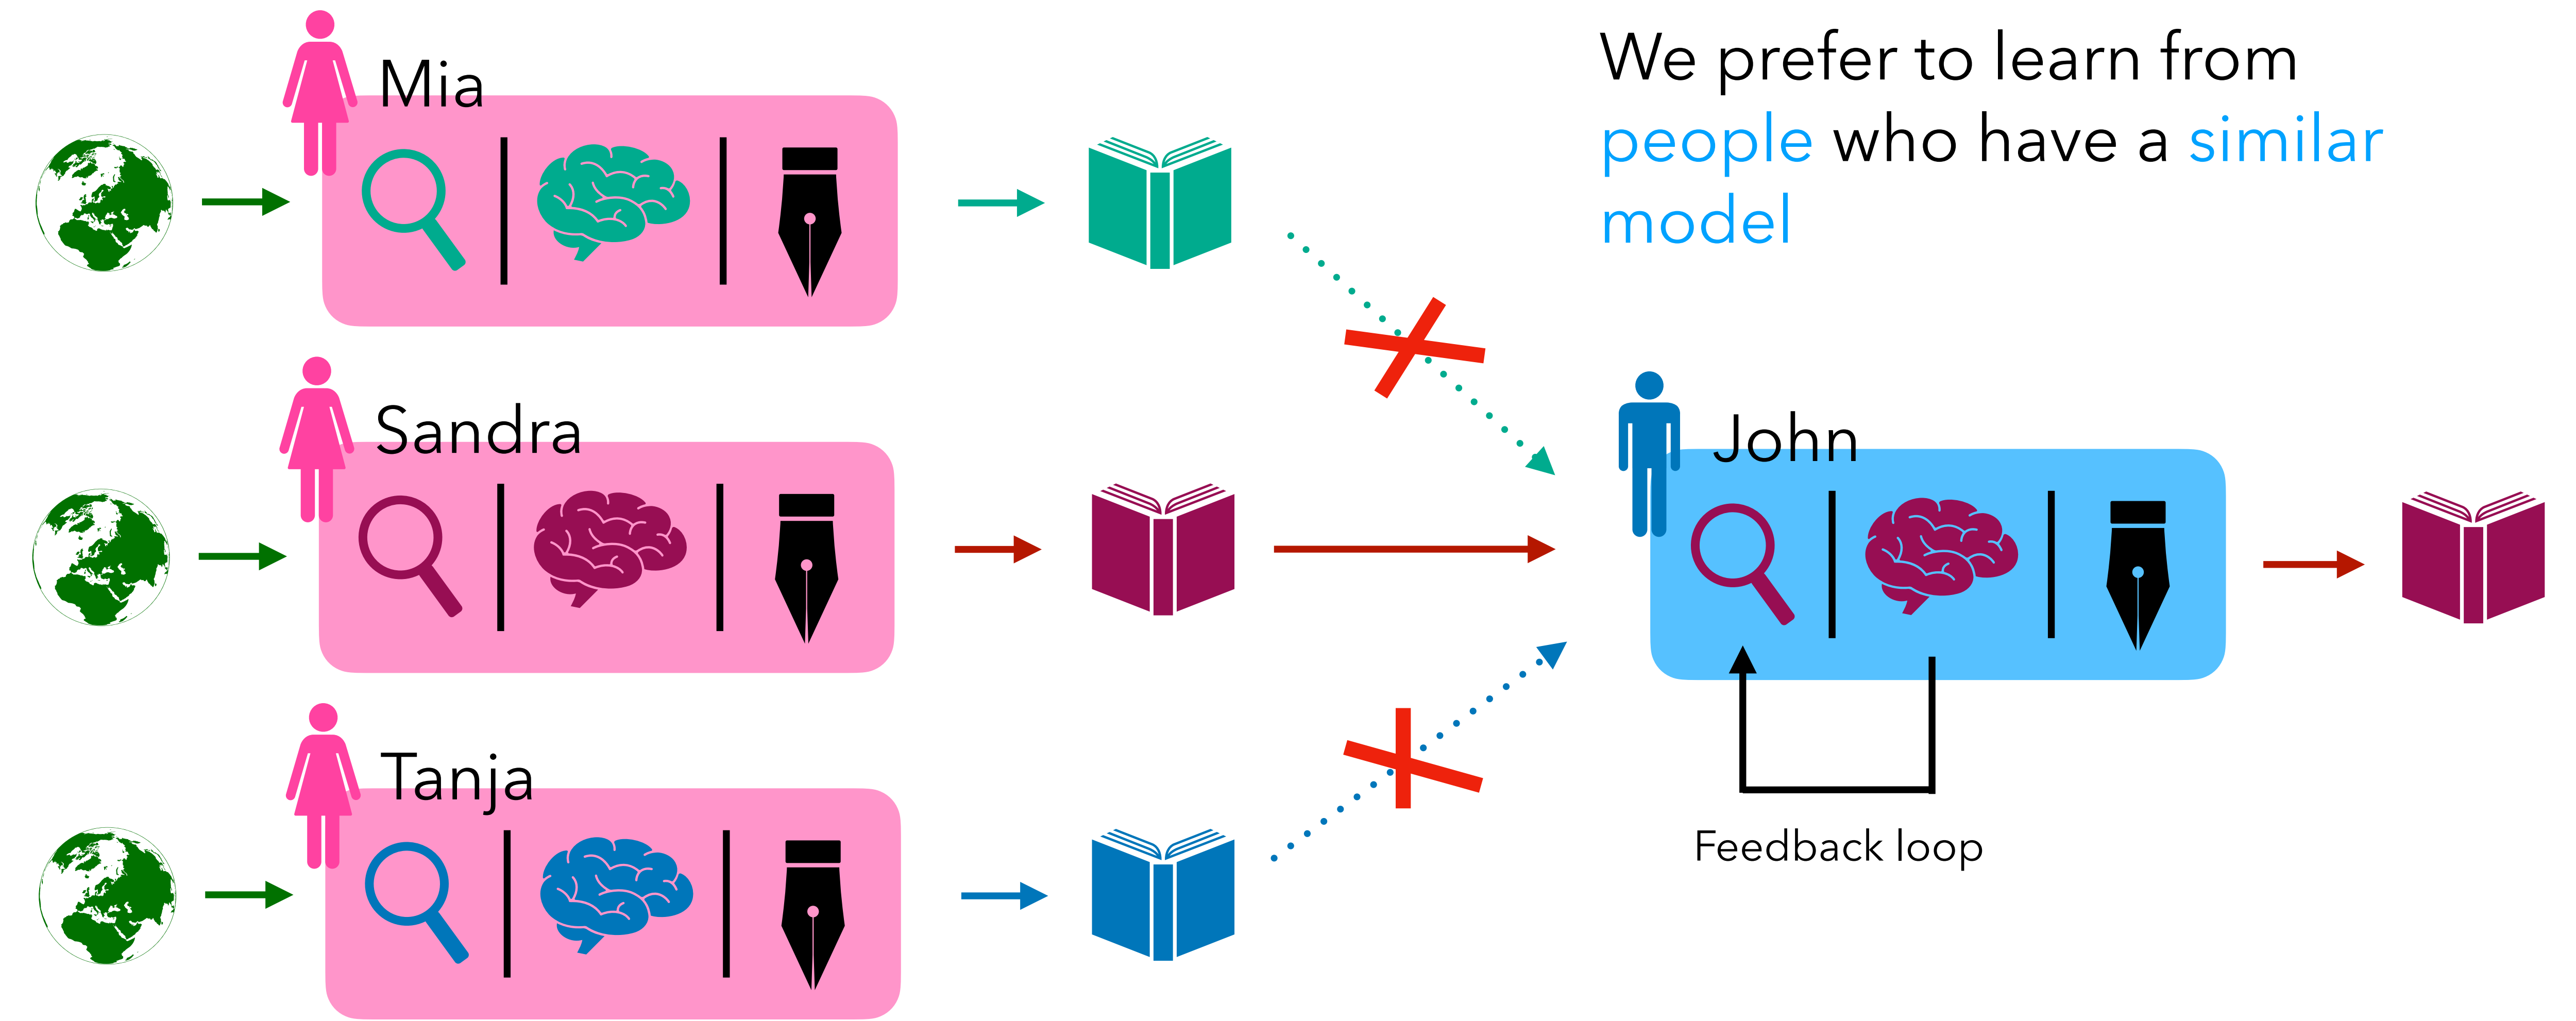 Mia
We prefer to learn from
people who have a similar
model
Sandra
John
Tanja
Feedback loop